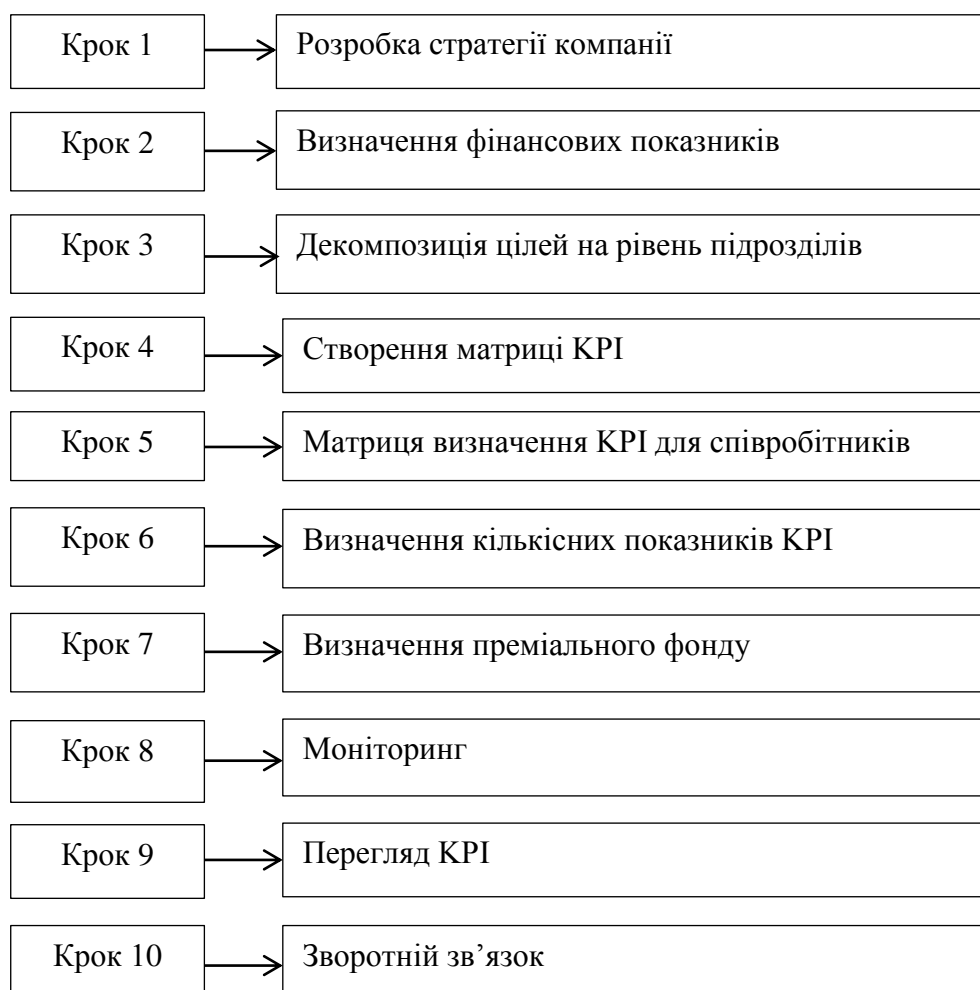 Крок 1
Розробка стратегії компанії
Крок 2
Визначення фінансових показників
Крок 3
Декомпозиція цілей на рівень підрозділів
Крок 4
Створення матриці KPI
Крок 5
Матриця визначення KPI для співробітників
Крок 6
Визначення кількісних показників KPI
Крок 7
Визначення преміального фонду
Крок 8
Моніторинг
Крок 9
Перегляд KPI
Крок 10
Зворотній зв’язок